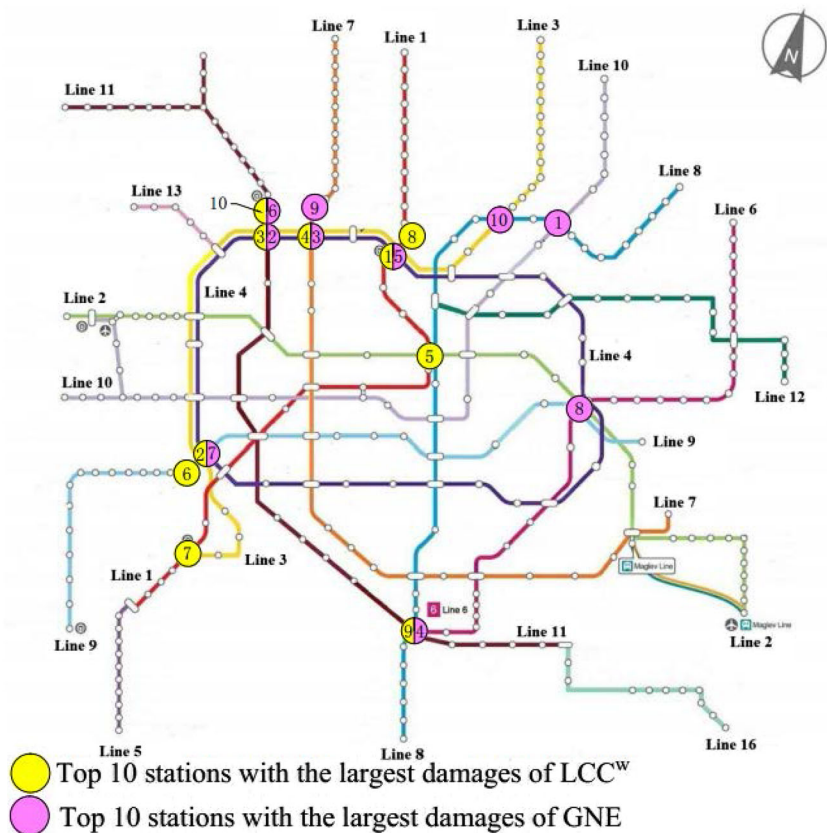 Line 7
Line 1
Line 3
N
Line 11
Line 10
Line 8
Line 13
Line 6
10
6
9
10
1
3 2
4 3
8
1 5
Line 2
Line 4
5
Line 4
Line 10
Line 12
8
2 7
Line 9
6
Line 7
7
Line 3
Line 1
Maglev Line
6 Line 6
9 4
Line 11
Maglev Line
Line 2
Line 9
Line 5
Line 8
Line 16
Top 10 stations with the largest damages of LCCᵂ
Top 10 stations with the largest damages of GNE